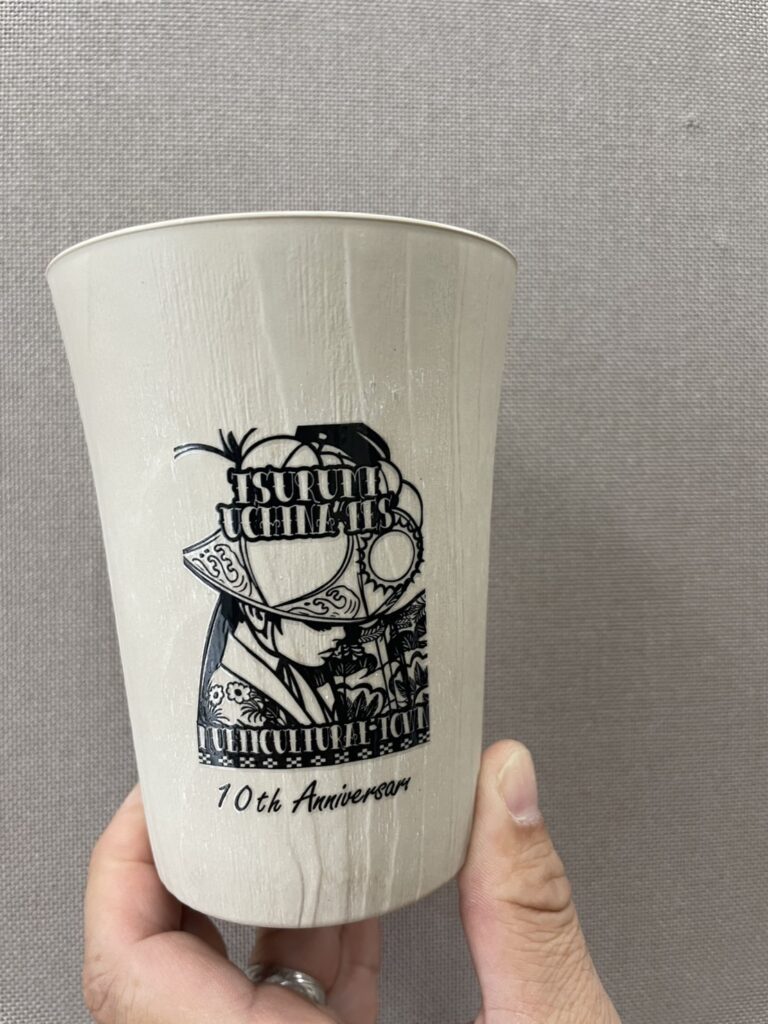 TSURUMI
UCHINA"FES
MULTICULTURAL·TOWN
10th Anniversary